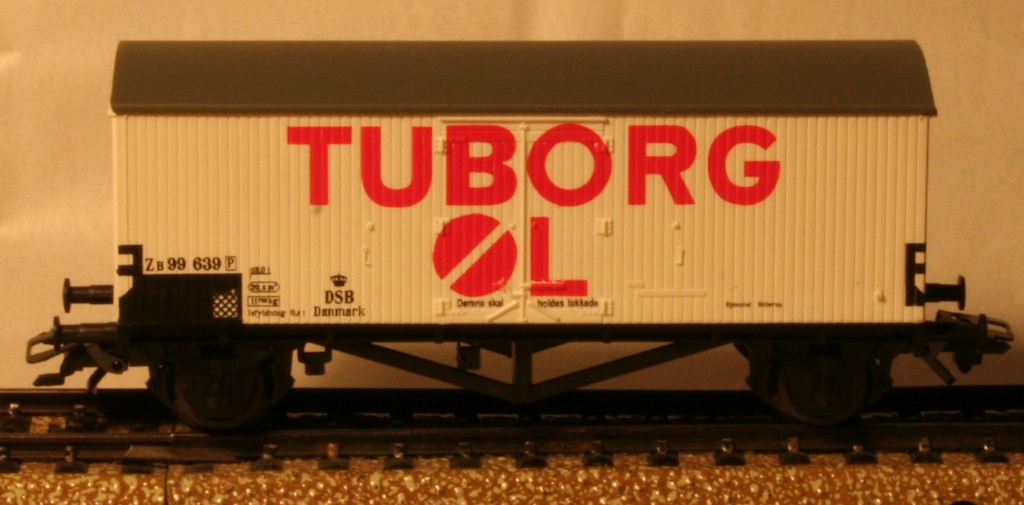 TUBORG
ØL
ZB 99 639 P
DSB
Danmark
Dørene skal holdes lukkede